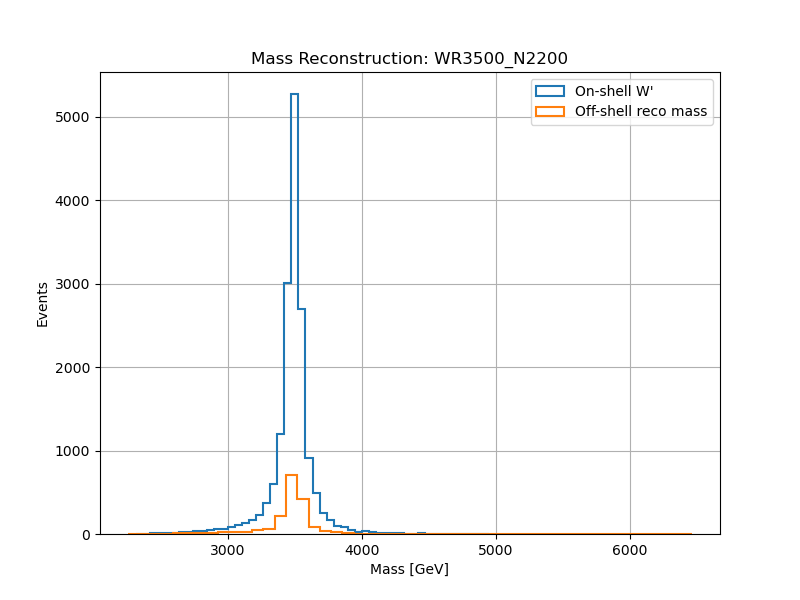 Mass Reconstruction: WR3500_N2200
On-shell W'
Off-shell reco mass
5000
4000
3000
2000
1000
0
Events
3000 4000 5000 6000
Mass [GeV]